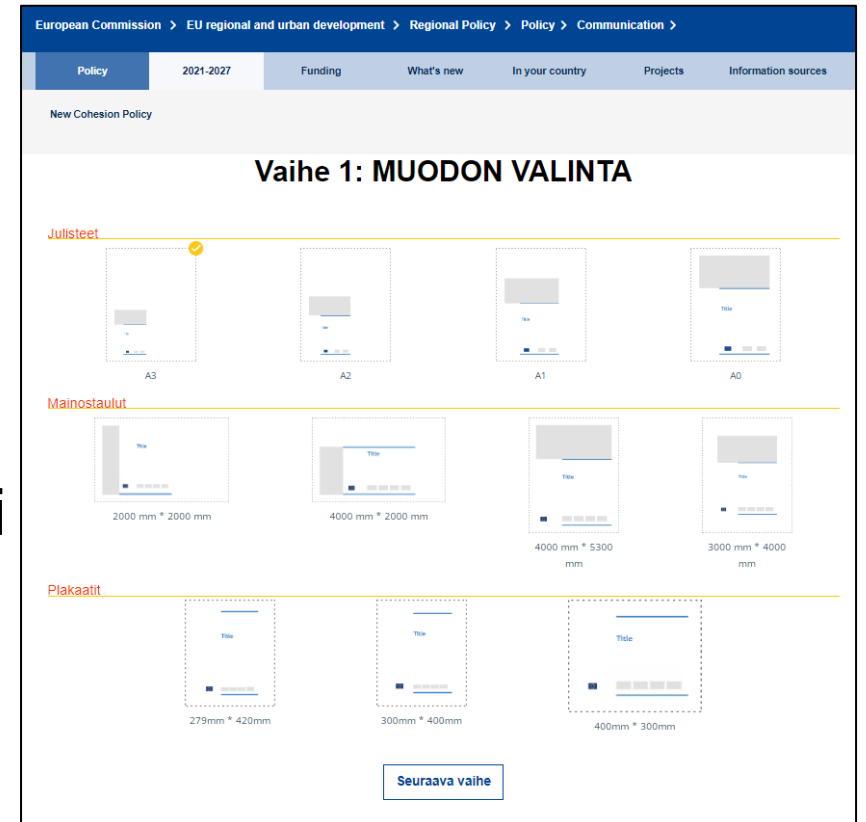 European Commission > EU regional and urban development > Regional Policy > Policy > Communication >
Policy 2021-2027 Funding What's new In your country Projects Information sources
New Cohesion Policy
Vaihe 1: MUODON VALINTA
Julisteet
Title Title
A3 A2 A1 A0
Mainostaulut
Title Title Title Title
2000 mm * 2000 mm 4000 mm * 2000 mm 4000 mm * 5300 mm 3000 mm * 4000 mm
i
Plakaatit
Title Title Title
279mm * 420mm 300mm * 400mm 400mm * 300mm
Seuraava vaihe